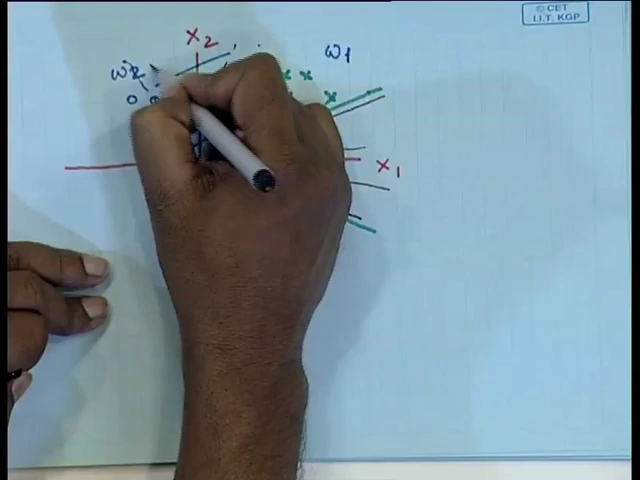 © CET
I.I.T. KGP
X2
ω1
ω2
X1